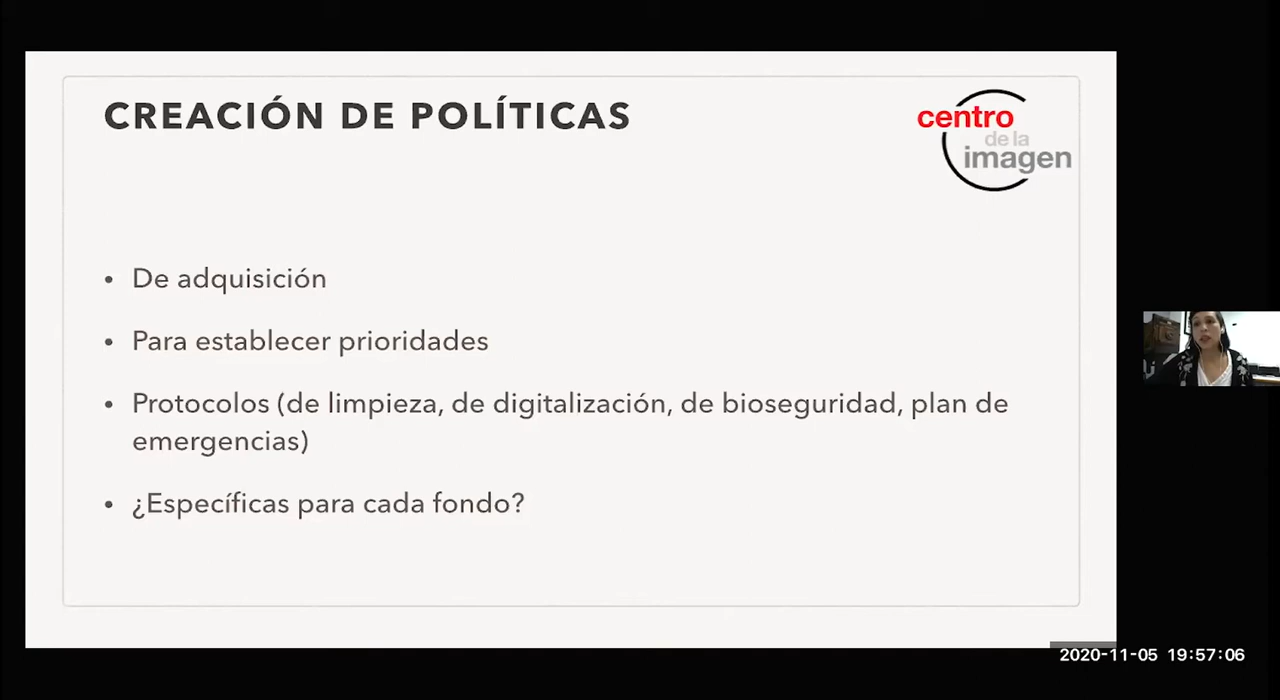 CREACIÓN DE POLÍTICAS
centro
de la
imagen
• De adquisición
• Para establecer prioridades
• Protocolos (de limpieza, de digitalización, de bioseguridad, plan de
emergencias)
• ¿Específicas para cada fondo?
2020-11-05 19:57:06